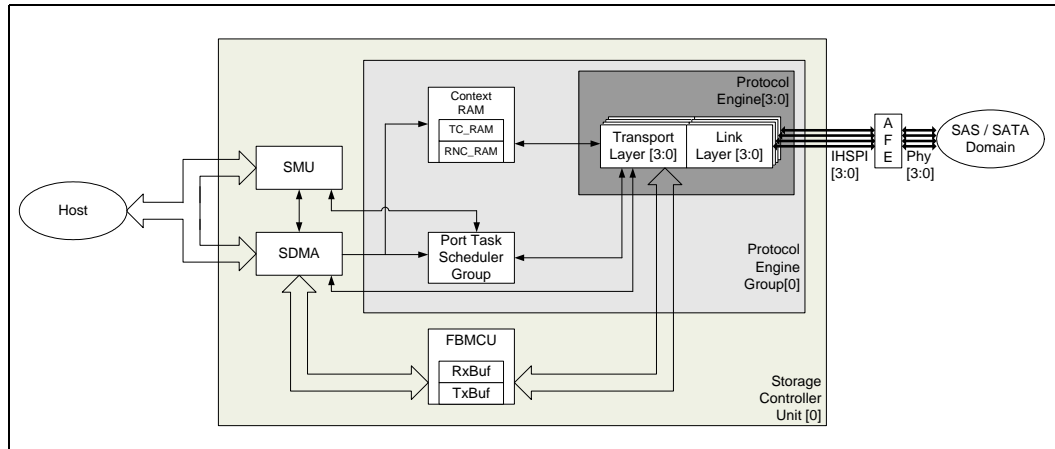 Protocol
Engine[3:0]
Context
RAM
TC_RAM
RNC_RAM
Transport
Layer [3:0]
Link
Layer [3:0]
A
F
E
SAS / SATA
Domain
IHSPI
[3:0]
Phy
[3:0]
SMU
Host
SDMA
Port Task
Scheduler
Group
Protocol
Engine
Group[0]
FBMCU
RxBuf
TxBuf
Storage
Controller
Unit [0]